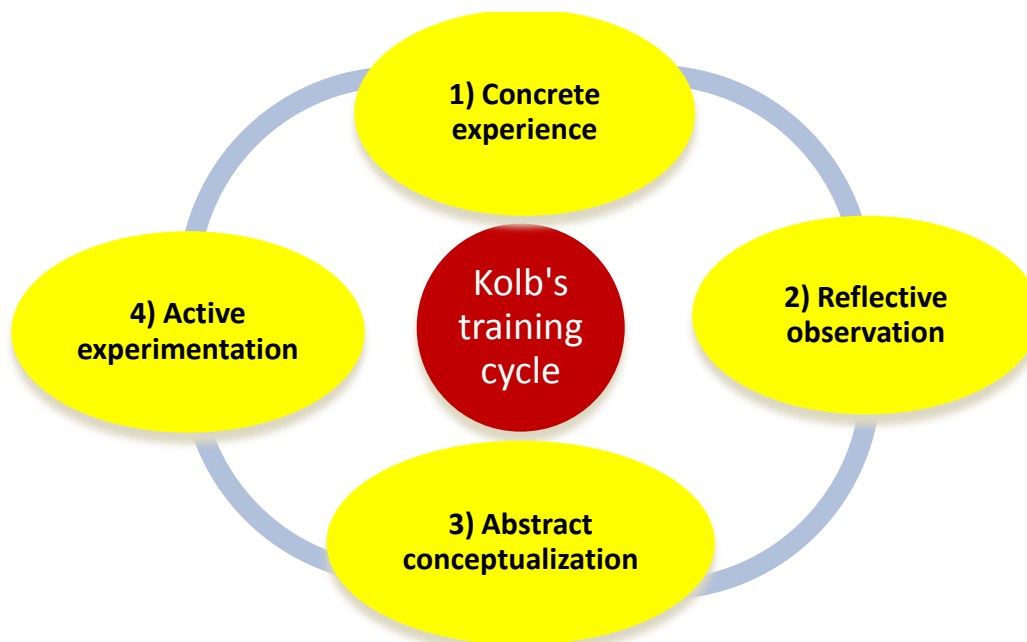 1) Concrete
experience
2) Reflective
observation
Kolb's
training
cycle
4) Active
experimentation
3) Abstract
conceptualization